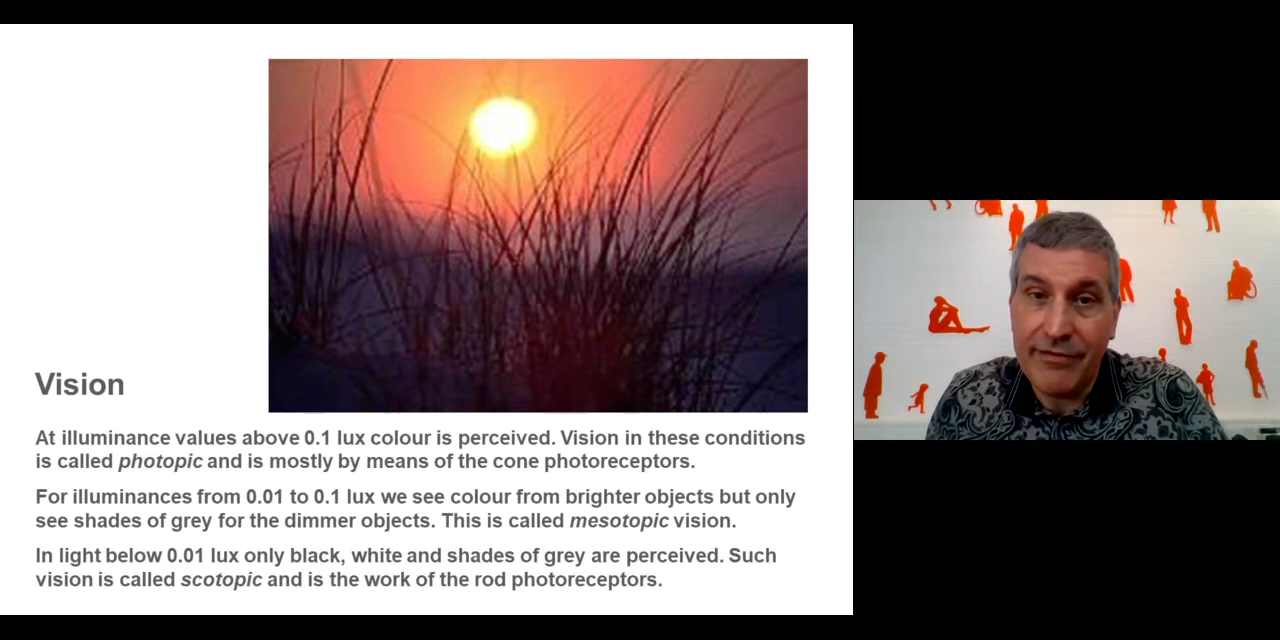 Vision
At illuminance values above 0.1 lux colour is perceived. Vision in these conditions
is called photopic and is mostly by means of the cone photoreceptors.
For illuminances from 0.01 to 0.1 lux we see colour from brighter objects but only
see shades of grey for the dimmer objects. This is called mesotopic vision.
In light below 0.01 lux only black, white and shades of grey are perceived. Such
vision is called scotopic and is the work of the rod photoreceptors.